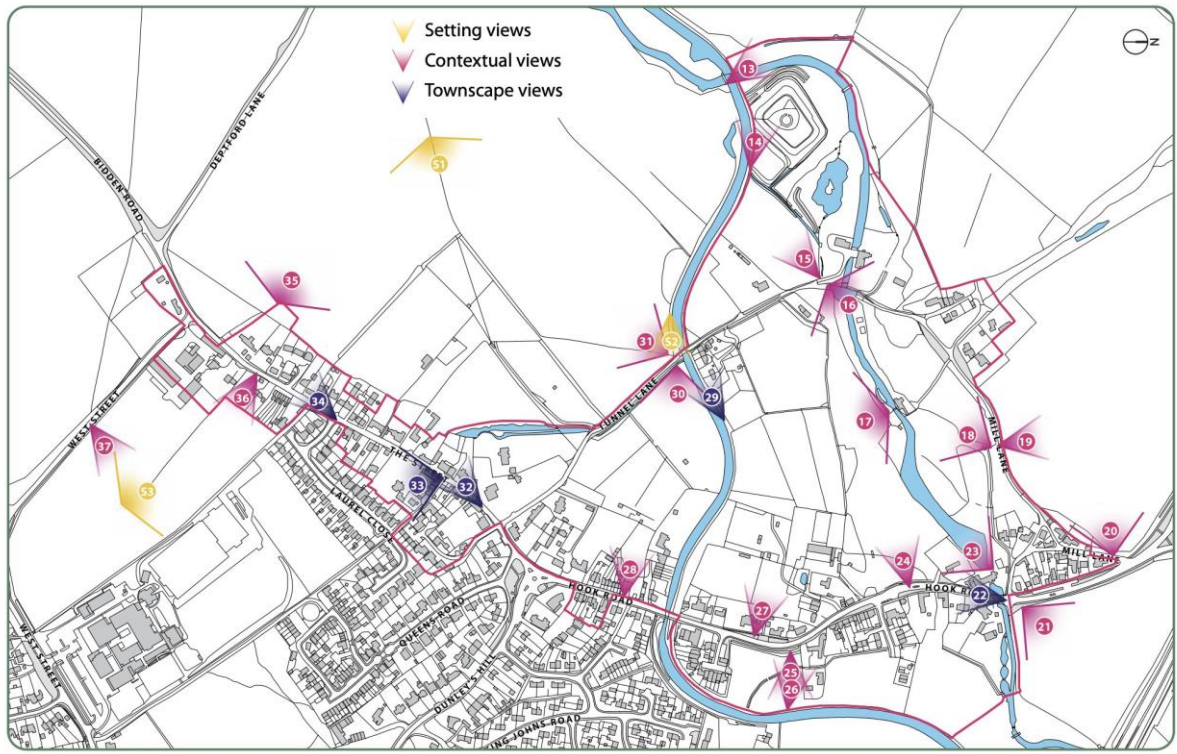 Setting views
Contextual views
Townscape views
N
13
14
S1
DEPTFORD LANE
BIDDEN ROAD
15
16
35
31
S2
30
29
TUNNEL LANE
36
34
17
18
19
MILL LANE
WEST STREET
37
S3
THE ST
33
32
LAUREL CLOSE
20
MILL LANE
23
24
28
HOOK ROAD
HOOK R
22
27
21
QUEENS ROAD
25
26
DUNLEY'S HILL
WEST STREET
KING JOHNS ROAD